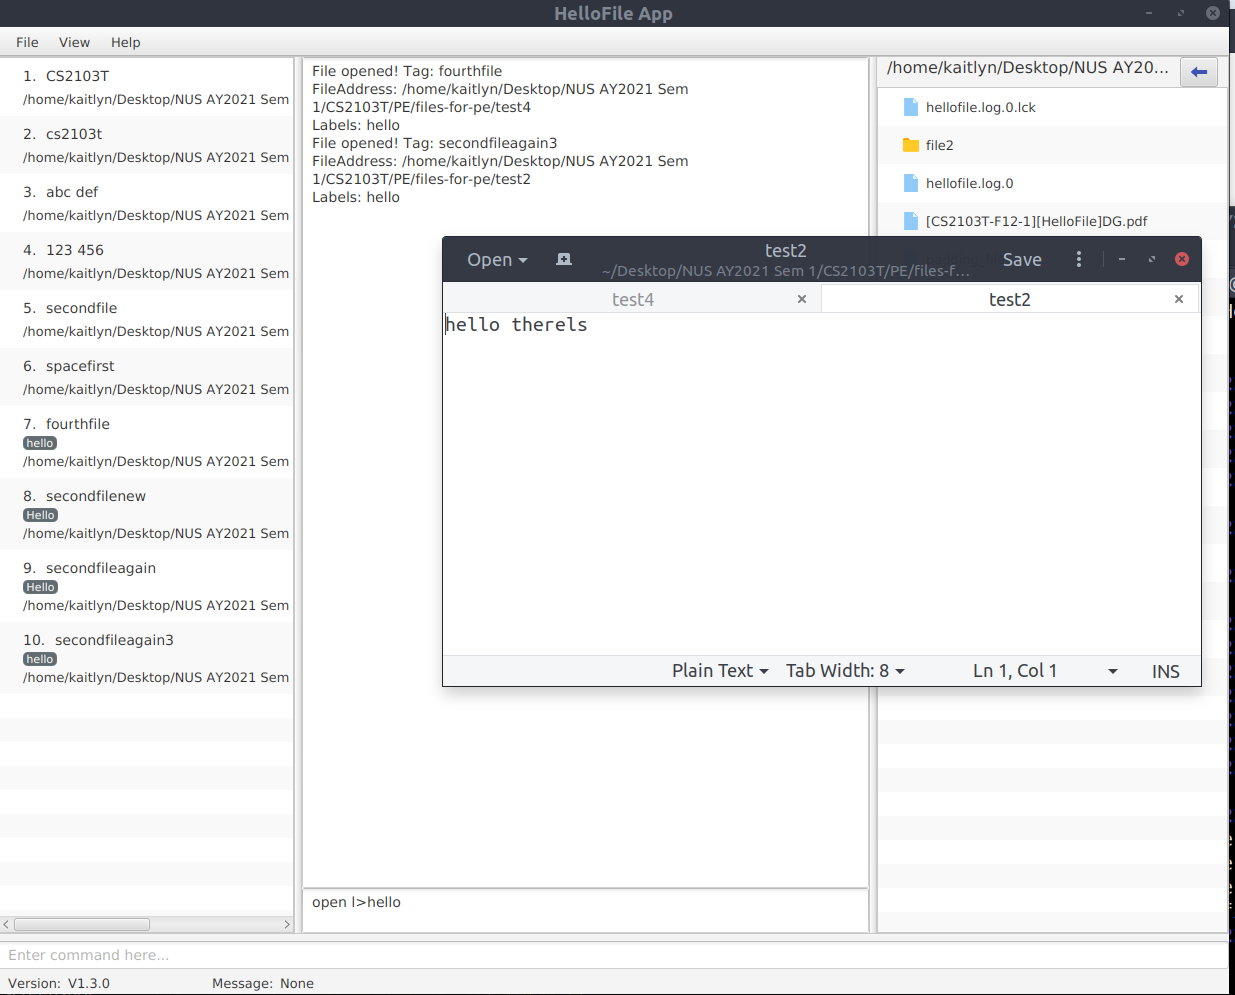 HelloFile App
File View Help
1. CS2103T
/home/kaitlyn/Desktop/NUS AY2021 Sem
2. cs2103t
/home/kaitlyn/Desktop/NUS AY2021 Sem
3. abc def
/home/kaitlyn/Desktop/NUS AY2021 Sem
4. 123 456
/home/kaitlyn/Desktop/NUS AY2021 Sem
5. secondfile
/home/kaitlyn/Desktop/NUS AY2021 Sem
6. spacefirst
/home/kaitlyn/Desktop/NUS AY2021 Sem
7. fourthfile
hello
/home/kaitlyn/Desktop/NUS AY2021 Sem
8. secondfilenew
Hello
/home/kaitlyn/Desktop/NUS AY2021 Sem
9. secondfileagain
Hello
/home/kaitlyn/Desktop/NUS AY2021 Sem
10. secondfileagain3
hello
/home/kaitlyn/Desktop/NUS AY2021 Sem
File opened! Tag: fourthfile
FileAddress: /home/kaitlyn/Desktop/NUS AY2021 Sem
1/CS2103T/PE/files-for-pe/test4
Labels: hello
File opened! Tag: secondfileagain3
FileAddress: /home/kaitlyn/Desktop/NUS AY2021 Sem
1/CS2103T/PE/files-for-pe/test2
Labels: hello
open l>hello
/home/kaitlyn/Desktop/NUS AY20...
hellofile.log.0.lck
file2
hellofile.log.0
[CS2103T-F12-1][HelloFile]DG.pdf
Open
test2
~/Desktop/NUS AY2021 Sem 1/CS2103T/PE/files-f...
Save
test4
test2
hello therels
Plain Text Tab Width: 8 Ln 1, Col 1 INS
Enter command here...
Version: V1.3.0 Message: None